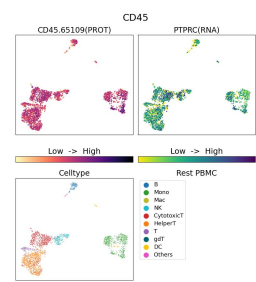 CD45
CD45.65109(PROT)
PTPRC(RNA)
Low -> High
Low -> High
Celltype
Rest PBMC
B
Mono
Mac
NK
CytotoxicT
HelperT
T
gdT
DC
Others